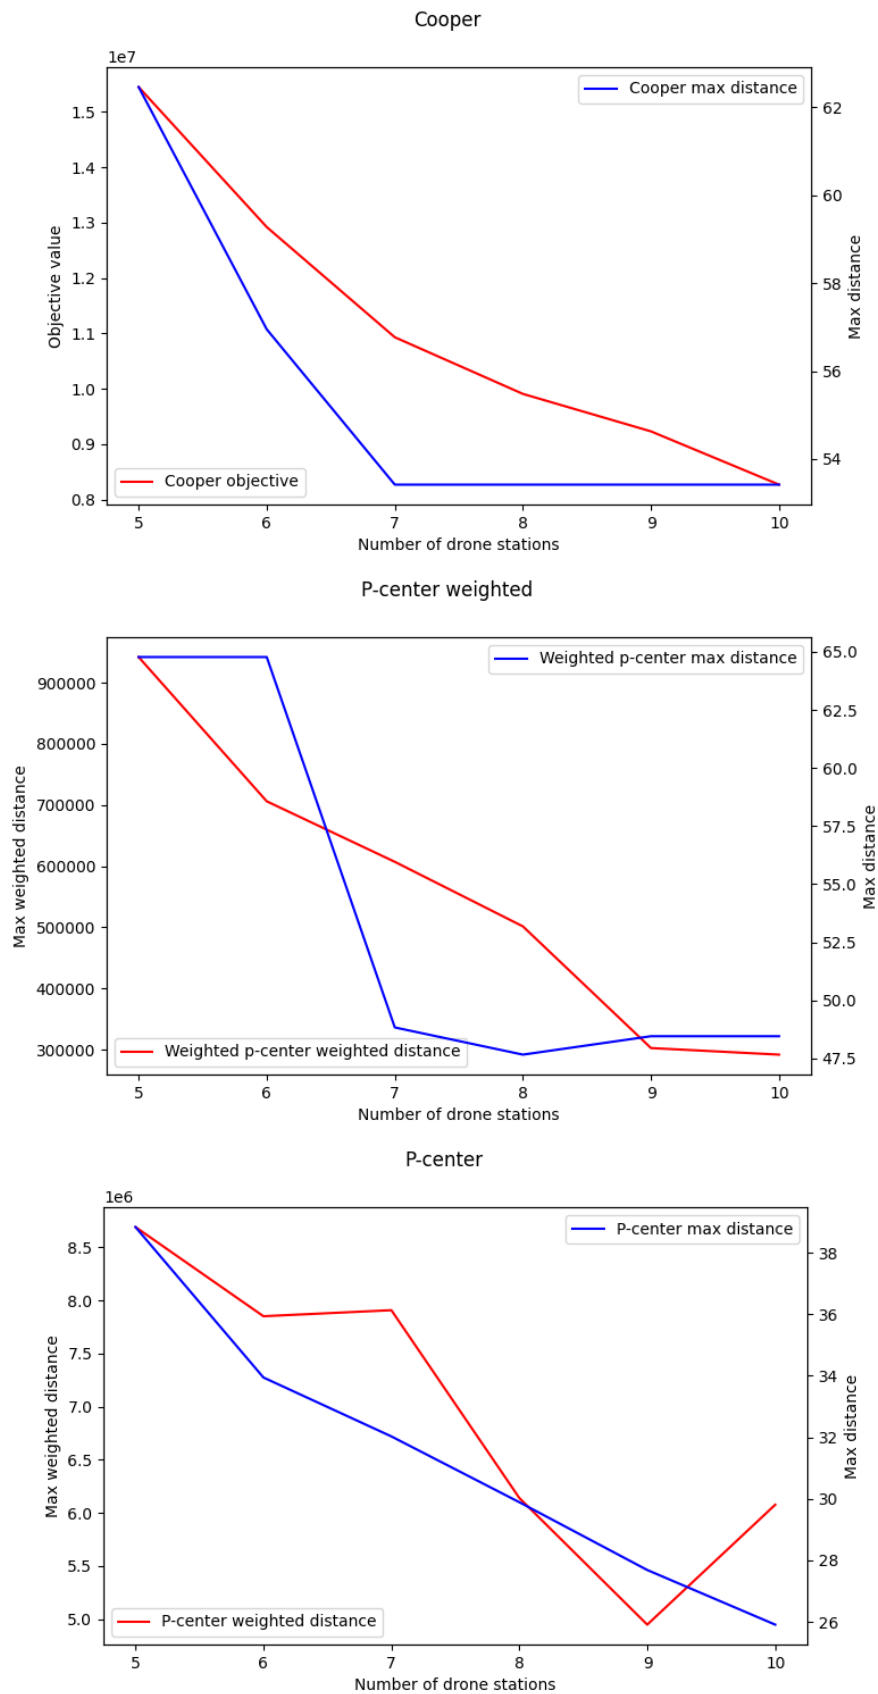 Cooper
1e7
Cooper max distance
1.5
1.4
1.3
1.2
1.1
1.0
0.9
0.8
Objective value
62
60
58
56
54
Max distance
Cooper objective
5 6 7 8 9 10
Number of drone stations
P-center weighted
Weighted p-center max distance
900000
800000
700000
600000
500000
400000
300000
Max weighted distance
65.0
62.5
60.0
57.5
55.0
52.5
50.0
47.5
Max distance
Weighted p-center weighted distance
5 6 7 8 9 10
Number of drone stations
P-center
1e6
P-center max distance
8.5
8.0
7.5
7.0
6.5
6.0
5.5
5.0
Max weighted distance
38
36
34
32
30
28
26
Max distance
P-center weighted distance
5 6 7 8 9 10
Number of drone stations